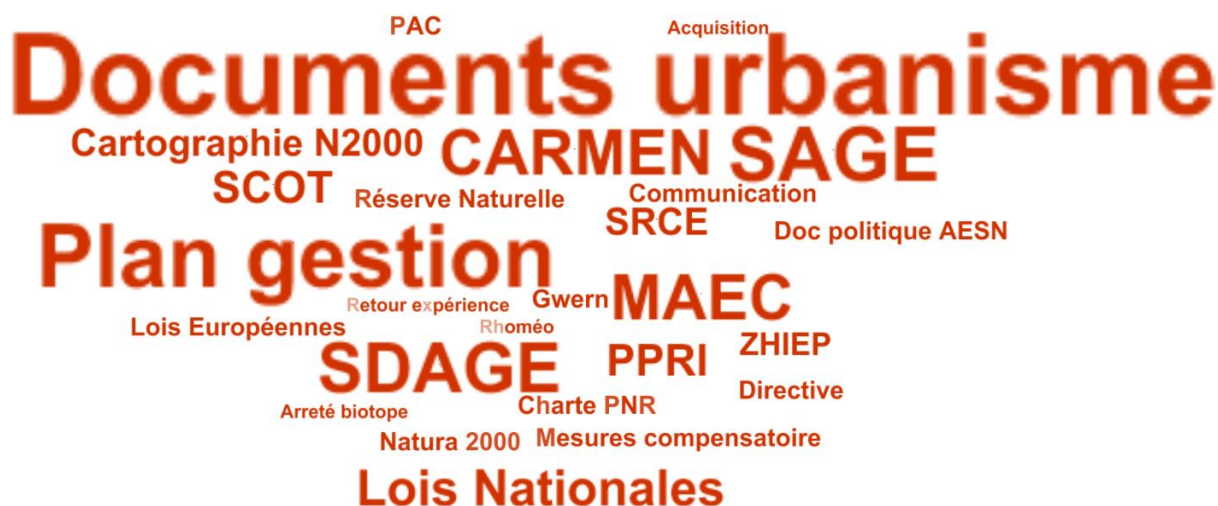 PAC
Acquisition
Documents urbanisme
Cartographie N2000
CARMEN
SAGE
SCOT
Réserve Naturelle
Communication
SRCE
Doc politique AESN
Plan gestion
MAEC
Retour expérience
Gwern
Lois Européennes
Rhoméo
SDAGE
PPRI
ZHIEP
Directive
Arreté biotope
Charte PNR
Natura 2000
Mesures compensatoire
Lois Nationales